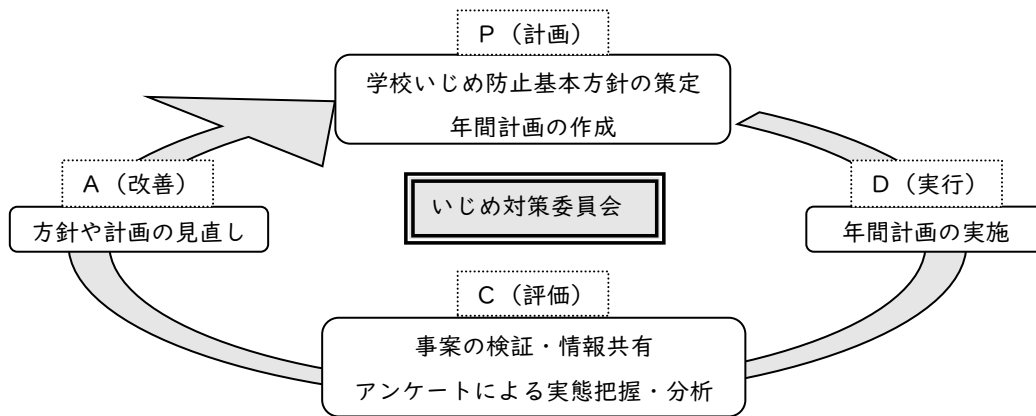 P（計画）
学校いじめ防止基本方針の策定
年間計画の作成
A（改善）
方針や計画の見直し
いじめ対策委員会
D（実行）
年間計画の実施
C（評価）
事案の検証・情報共有
アンケートによる実態把握・分析